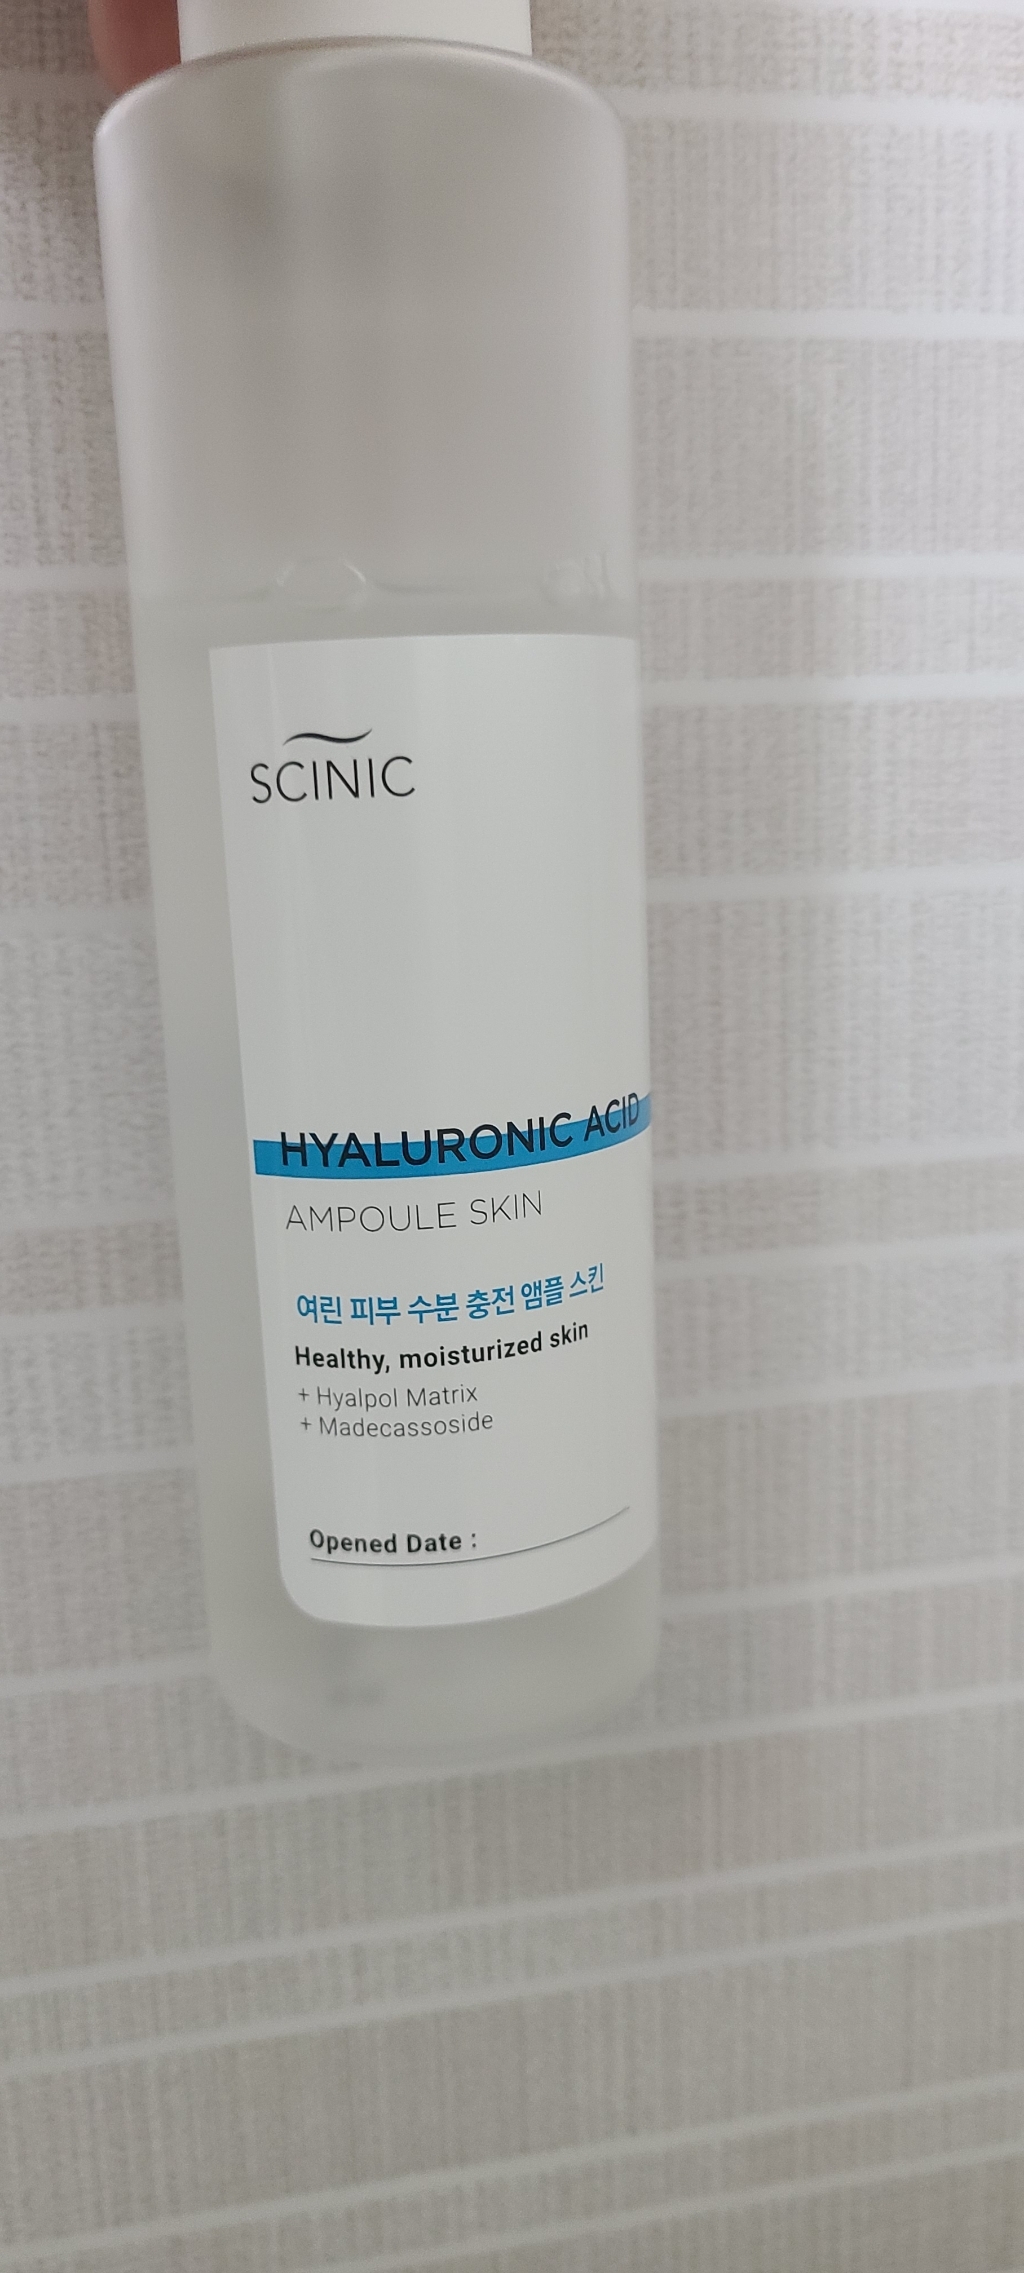 SCINIC
HYALURONIC ACID
AMPOULE SKIN
여린 피부 수분 충전 앰플 스킨
Healthy, moisturized skin
+ Hyalpol Matrix
+ Madecassoside
Opened Date :